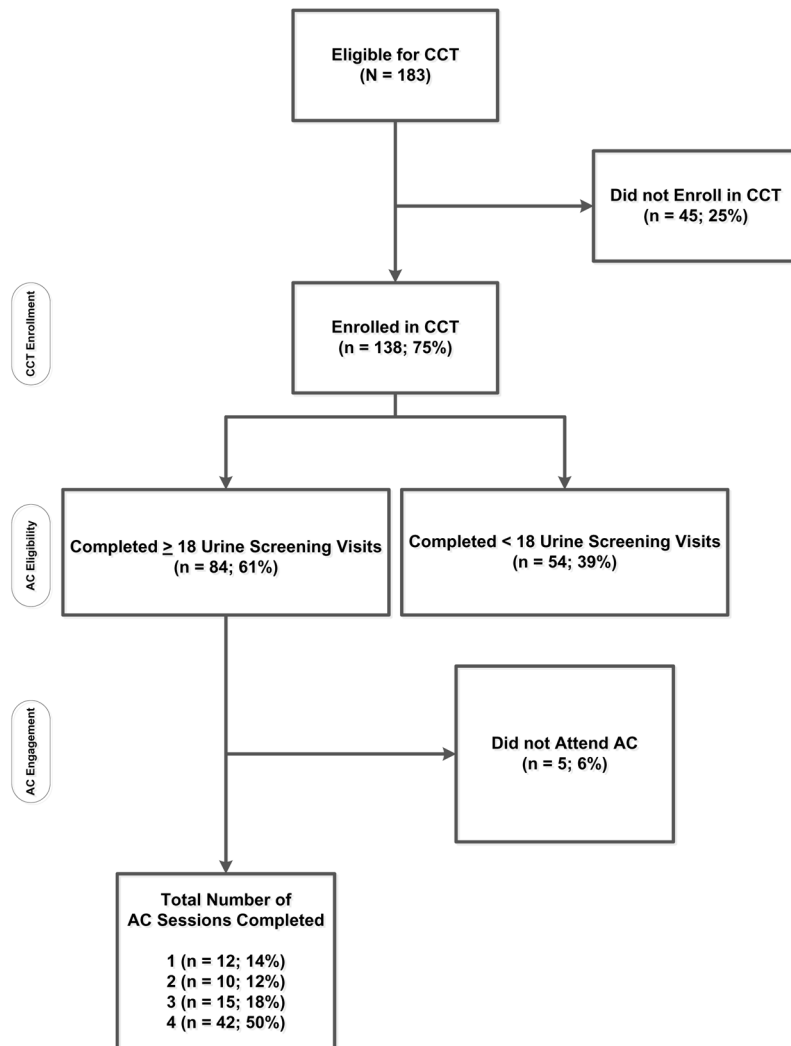 Eligible for CCT
(N = 183)
Did not Enroll in CCT
(n = 45; 25%)
CCT Enrollment
Enrolled in CCT
(n = 138; 75%)
AC Eligibility
Completed ≥ 18 Urine Screening Visits
(n = 84; 61%)
Completed < 18 Urine Screening Visits
(n = 54; 39%)
AC Engagement
Did not Attend AC
(n = 5; 6%)
Total Number of
AC Sessions Completed
1 (n = 12; 14%)
2 (n = 10; 12%)
3 (n = 15; 18%)
4 (n = 42; 50%)